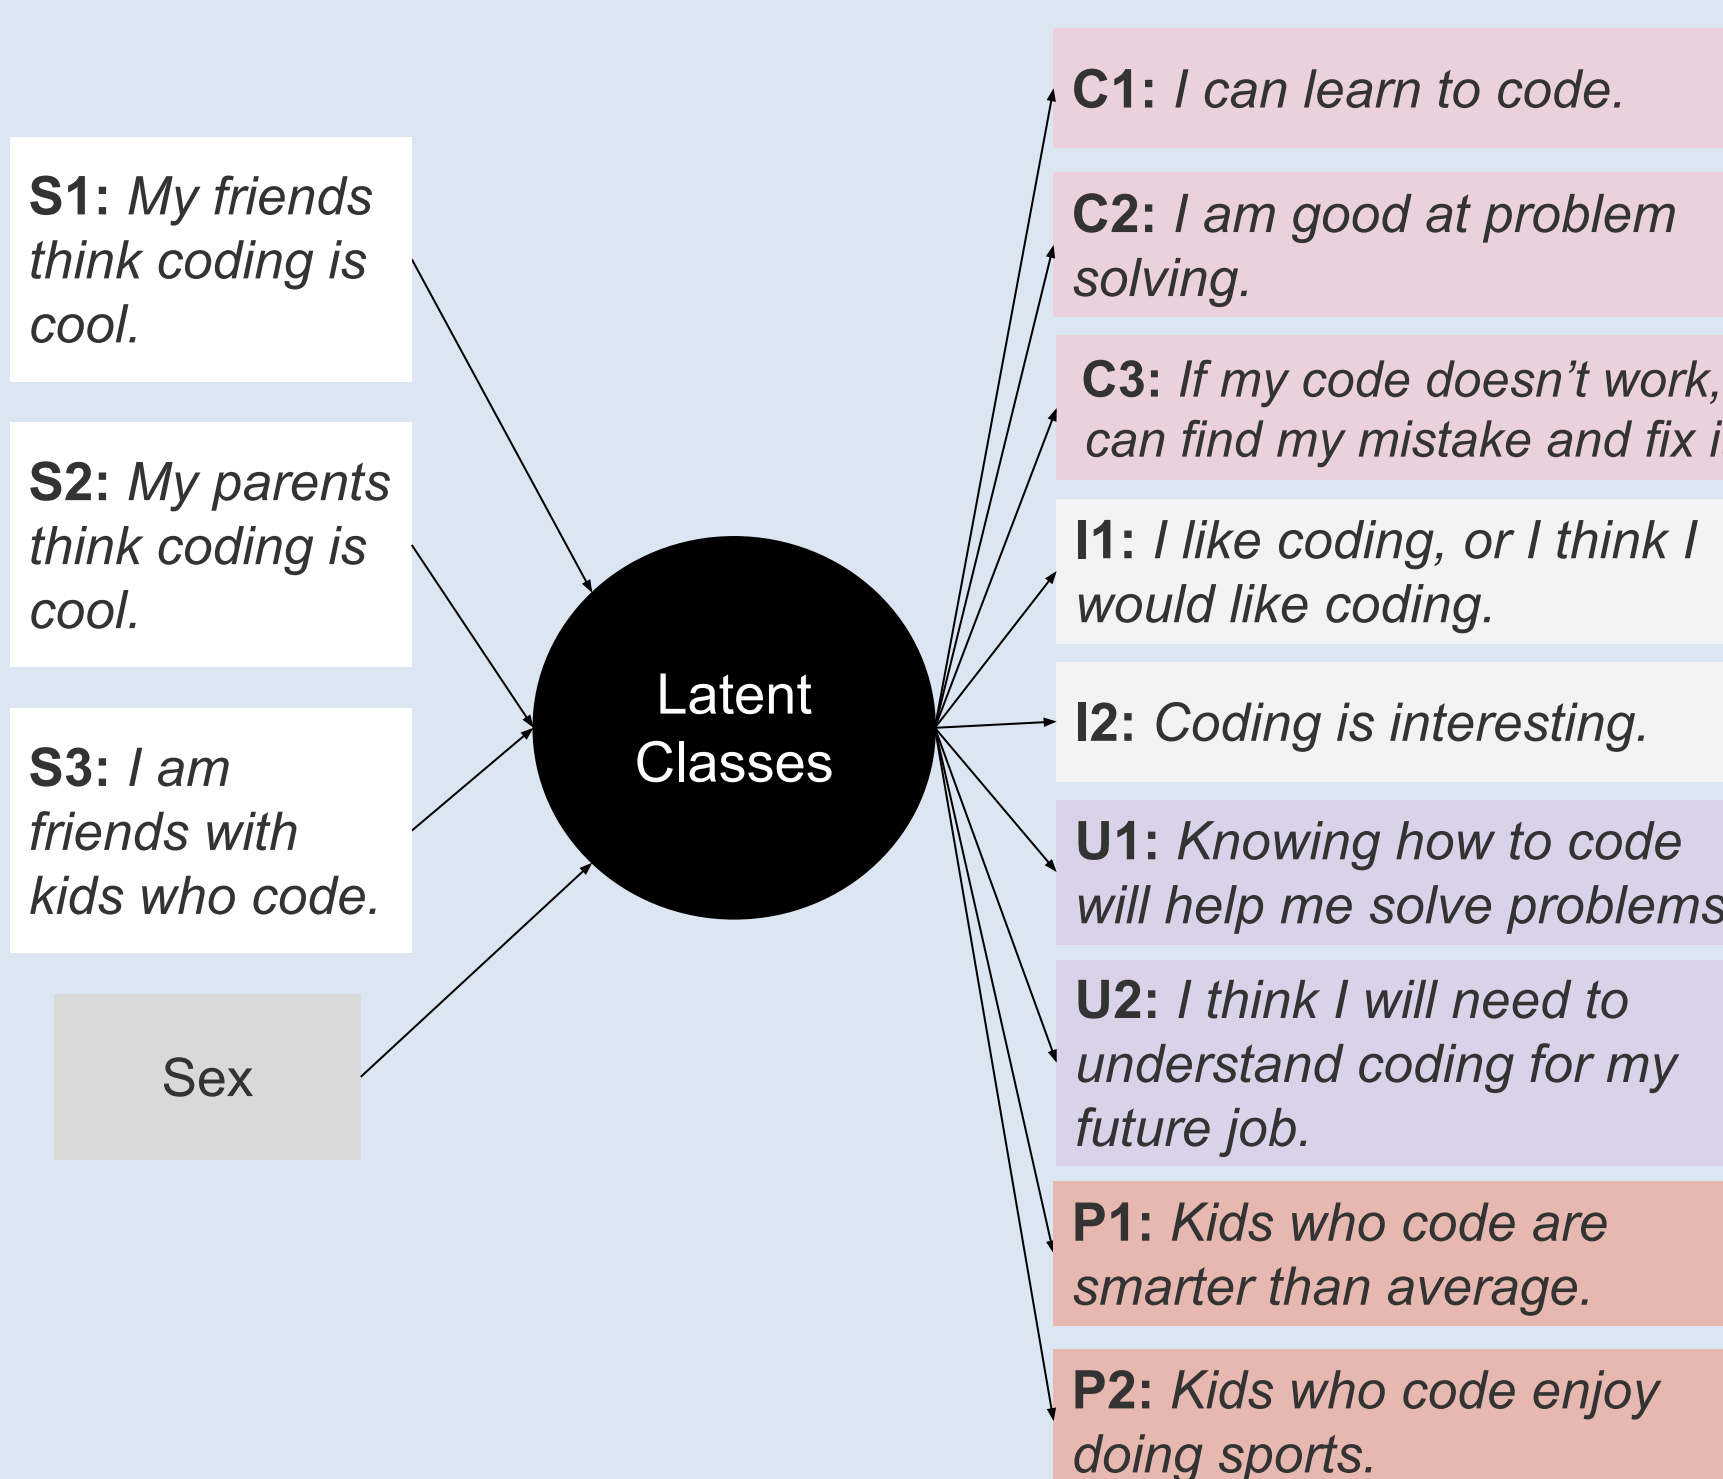 S1: My friends
think coding is
cool.
S2: My parents
think coding is
cool.
S3: I am
friends with
kids who code.
Sex
Latent
Classes
C1: I can learn to code.
C2: I am good at problem
solving.
C3: If my code doesn’t work,
can find my mistake and fix i
I1: I like coding, or I think I
would like coding.
I2: Coding is interesting.
U1: Knowing how to code
will help me solve problems
U2: I think I will need to
understand coding for my
future job.
P1: Kids who code are
smarter than average.
P2: Kids who code enjoy
doing sports.